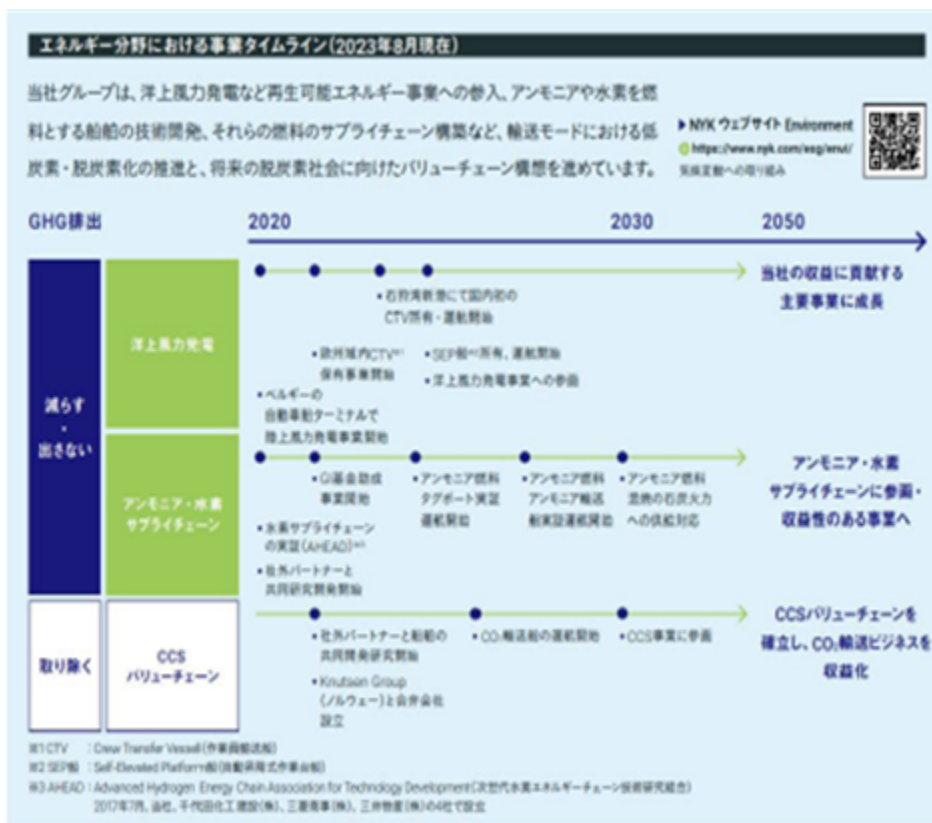 エネルギー分野における事業タイムライン（2023年8月現在）
当社グループは、洋上風力発電など再生可能エネルギー事業への参入、アンモニアや水素を燃
料とする船舶の技術開発、それらの燃料のサプライチェーン構築など、輸送モードにおける低
炭素・脱炭素化の推進と、将来の脱炭素社会に向けたバリューチェーン構想を進めています。
▶NYK ウェブサイト Environment
https://www.nyk.com/esg/envi/
気候変動への取り組み
GHG排出
2020
2030
2050
減らす
・
出さない
洋上風力発電
• 石狩湾新港にて国内初の
CTV所有・運航開始
• 欧州域内CTV※1
保有事業開始
• SEP船※2所有、運航開始
• 洋上風力発電事業への参画
• ベルギーの
自動車船ターミナルで
陸上風力発電事業開始
当社の収益に貢献する
主要事業に成長
アンモニア・水素
サプライチェーン
• GI基金助成
事業開始
• アンモニア燃料
タグボート実証
運航開始
• アンモニア燃料
アンモニア輸送
船実証運航開始
• アンモニア燃料
混焼の石炭火力
への供給対応
• 水素サプライチェーン
の実証(AHEAD)※3
• 社外パートナーと
共同研究開発開始
アンモニア・水素
サプライチェーンに参画・
収益性のある事業へ
取り除く
CCS
バリューチェーン
• 社外パートナーと船舶の
共同開発研究開始
• Knutsen Group
(ノルウェー)と合弁会社
設立
• CO₂輸送船の運航開始
• CCS事業に参画
CCSバリューチェーンを
確立し、CO₂輸送ビジネスを
収益化
※1 CTV : Crew Transfer Vessel(作業員輸送船)
※2 SEP船 : Self-Elevated Platform船(自動昇降式作業台船)
※3 AHEAD : Advanced Hydrogen Energy Chain Association for Technology Development(次世代水素エネルギーチェーン技術研究組合)
2017年7月、当社、千代田化工建設(株)、三菱商事(株)、三井物産(株)の4社で設立